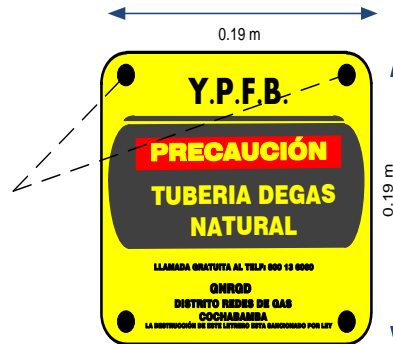 0.19 m
Y.P.F.B.
PRECAUCIÓN
TUBERIA DEGAS
NATURAL
LLAMADA GRATUITA AL TELF: 800 13 6060
GNRGD
DISTRITO REDES DE GAS
COCHABAMBA
LA DESTRUCCIÓN DE ESTE LETRERO ESTA SANCIONADO POR LEY
0.19 m